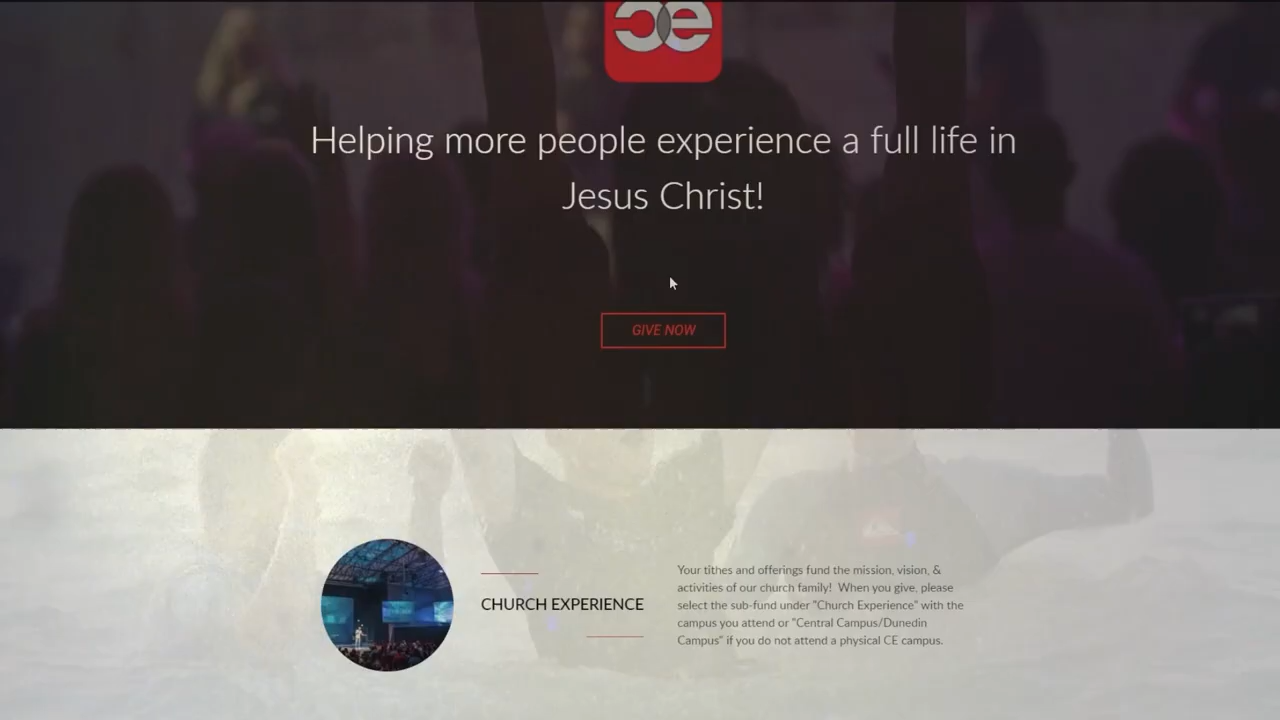 ce
Helping more people experience a full life in
Jesus Christ!
GIVE NOW
CHURCH EXPERIENCE
Your tithes and offerings fund the mission, vision, &
activities of our church family!  When you give, please
select the sub-fund under "Church Experience" with the
campus you attend or "Central Campus/Dunedin
Campus" if you do not attend a physical CE campus.